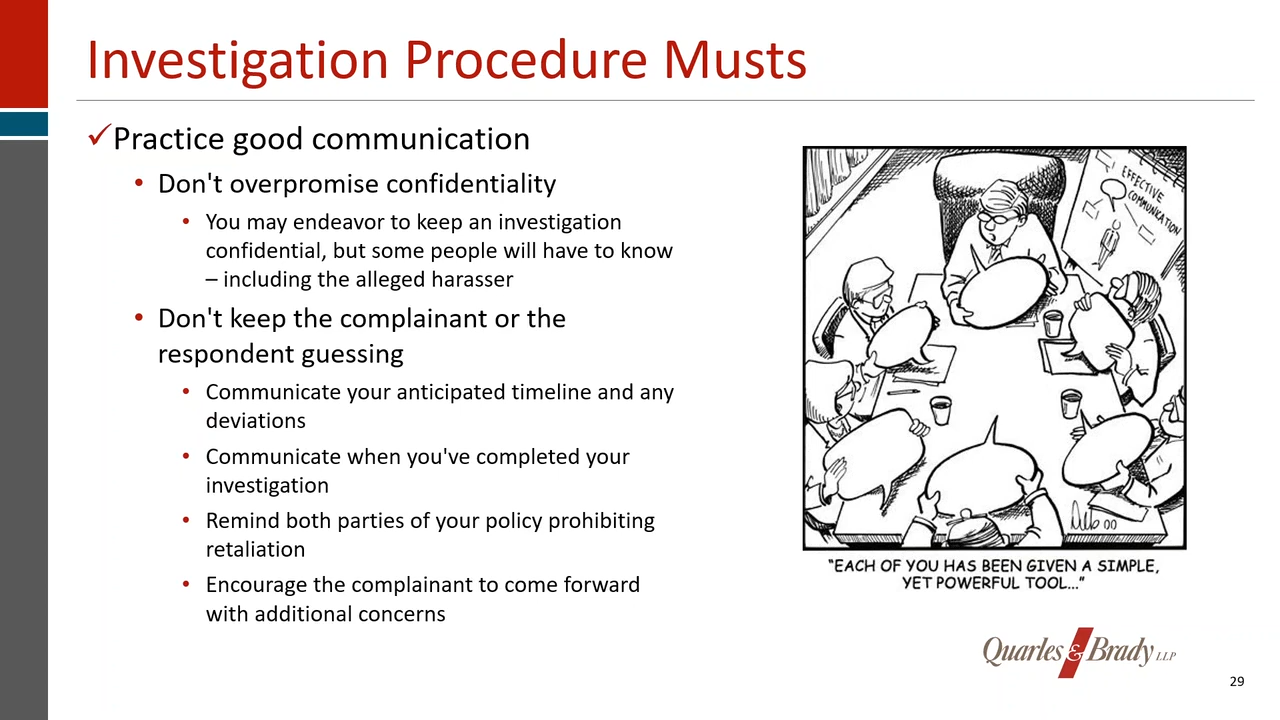 Investigation Procedure Musts
✓Practice good communication
• Don't overpromise confidentiality
• You may endeavor to keep an investigation
confidential, but some people will have to know
– including the alleged harasser
• Don't keep the complainant or the
respondent guessing
• Communicate your anticipated timeline and any
deviations
• Communicate when you've completed your
investigation
• Remind both parties of your policy prohibiting
retaliation
• Encourage the complainant to come forward
with additional concerns
EFFECTIVE
COMMUNICATION
“EACH OF YOU HAS BEEN GIVEN A SIMPLE,
YET POWERFUL TOOL...”
Quarles & Brady LLP
29